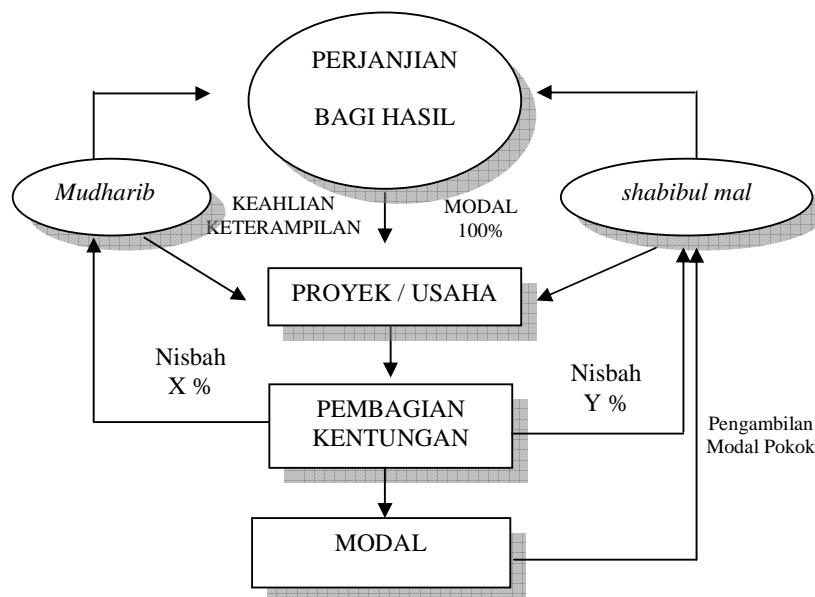 PERJANJIAN
BAGI HASIL
Mudharib
shabibul mal
KEAHLIAN
KETERAMPILAN
MODAL
100%
PROYEK / USAHA
Nisbah
X %
Nisbah
Y %
PEMBAGIAN
KENTUNGAN
Pengambilan
Modal Pokok
MODAL